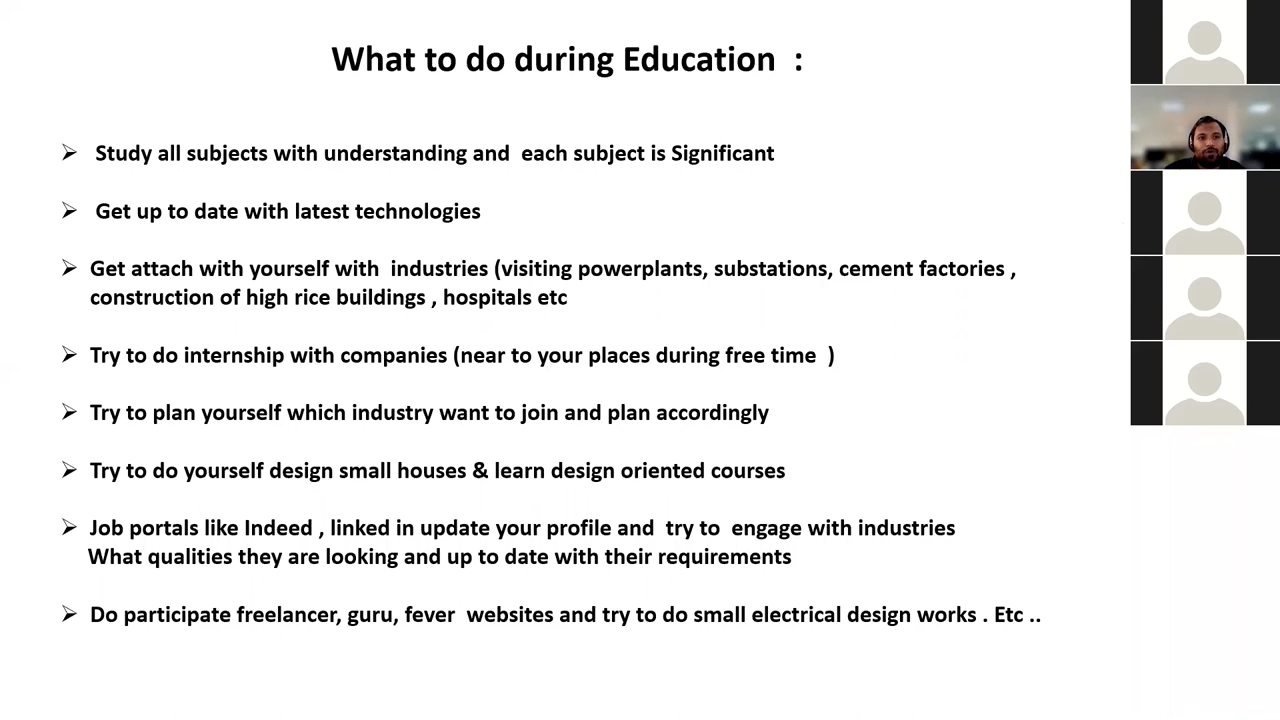 What to do during Education :
Study all subjects with understanding and each subject is Significant
Get up to date with latest technologies
Get attach with yourself with industries (visiting powerplants, substations, cement factories ,
construction of high rice buildings , hospitals etc
Try to do internship with companies (near to your places during free time )
Try to plan yourself which industry want to join and plan accordingly
Try to do yourself design small houses & learn design oriented courses
Job portals like Indeed , linked in update your profile and try to engage with industries
What qualities they are looking and up to date with their requirements
Do participate freelancer, guru, fever websites and try to do small electrical design works . Etc ..